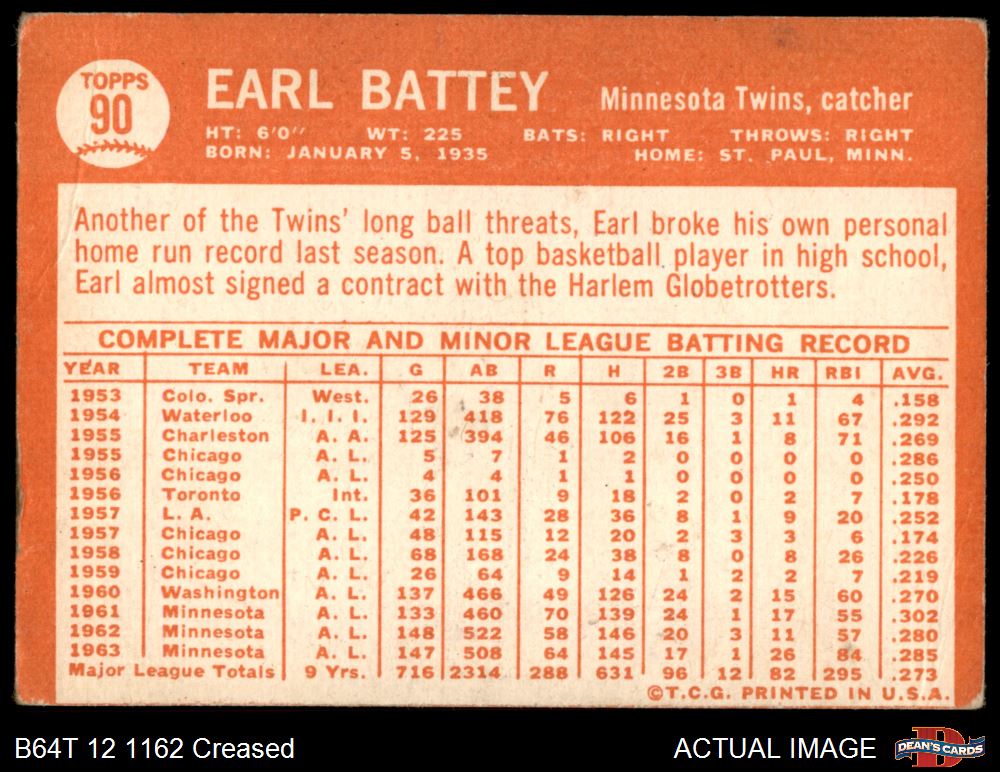 TOPPS
90
EARL BATTEY Minnesota Twins, catcher
HT: 6'0" WT: 225 BATS: RIGHT THROWS: RIGHT
BORN: JANUARY 5, 1935 HOME: ST. PAUL, MINN.
Another of the Twins' long ball threats, Earl broke his own personal
home run record last season. A top basketball player in high school,
Earl almost signed a contract with the Harlem Globetrotters.
COMPLETE MAJOR AND MINOR LEAGUE BATTING RECORD
YEAR TEAM LEA. G AB R H 2B 3B HR RBI AVG.
1953 Colo. Spr. West. 26 38 5 6 1 0 1 4 .158
1954 Waterloo I. I. I. 129 418 76 122 25 3 11 67 .292
1955 Charleston A. A. 125 394 46 106 16 1 8 71 .269
1955 Chicago A. L. 5 7 1 2 0 0 0 0 .286
1956 Chicago A. L. 4 4 1 1 0 0 0 0 .250
1956 Toronto Int. 36 101 9 18 2 0 2 7 .178
1957 L. A. P. C. L. 42 143 28 36 8 1 9 20 .252
1957 Chicago A. L. 48 115 12 20 2 3 3 6 .174
1958 Chicago A. L. 68 168 24 38 8 0 8 26 .226
1959 Chicago A. L. 26 64 9 14 1 2 2 7 .219
1960 Washington A. L. 137 466 49 126 24 2 15 60 .270
1961 Minnesota A. L. 133 460 70 139 24 1 17 55 .302
1962 Minnesota A. L. 148 522 58 146 20 3 11 57 .280
1963 Minnesota A. L. 147 508 64 145 17 1 26 84 .285
Major League Totals 9 Yrs. 716 2314 288 631 96 12 82 295 .273
©T.C.G. PRINTED IN U.S.A.
B64T 12 1162 Creased ACTUAL IMAGE DEAN'S CARDS